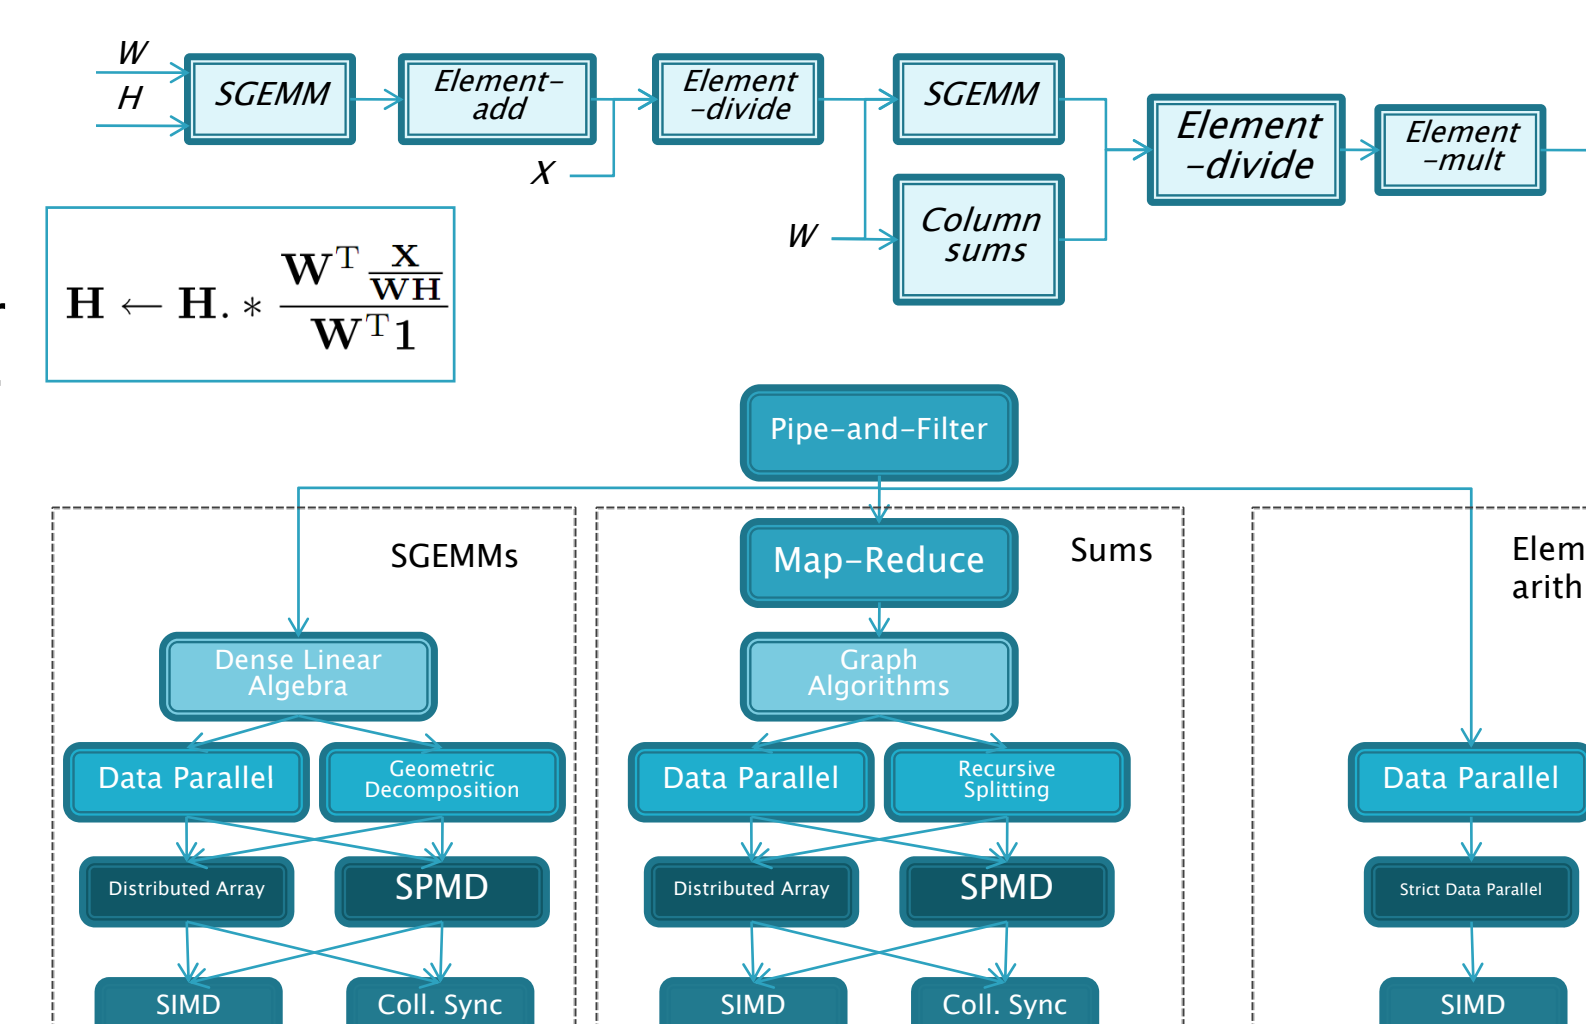 W
H
SGEMM
Element-
add
Element
-divide
SGEMM
Element
-divide
Element
-mult
X
W
Column
sums
H ← H. * W^T X/WH / W^T 1
Pipe-and-Filter
SGEMMs
Map-Reduce
Sums
Elem
arith
Dense Linear
Algebra
Graph
Algorithms
Data Parallel
Geometric
Decomposition
Data Parallel
Recursive
Splitting
Data Parallel
Distributed Array
SPMD
Distributed Array
SPMD
Strict Data Parallel
SIMD
Coll. Sync
SIMD
Coll. Sync
SIMD